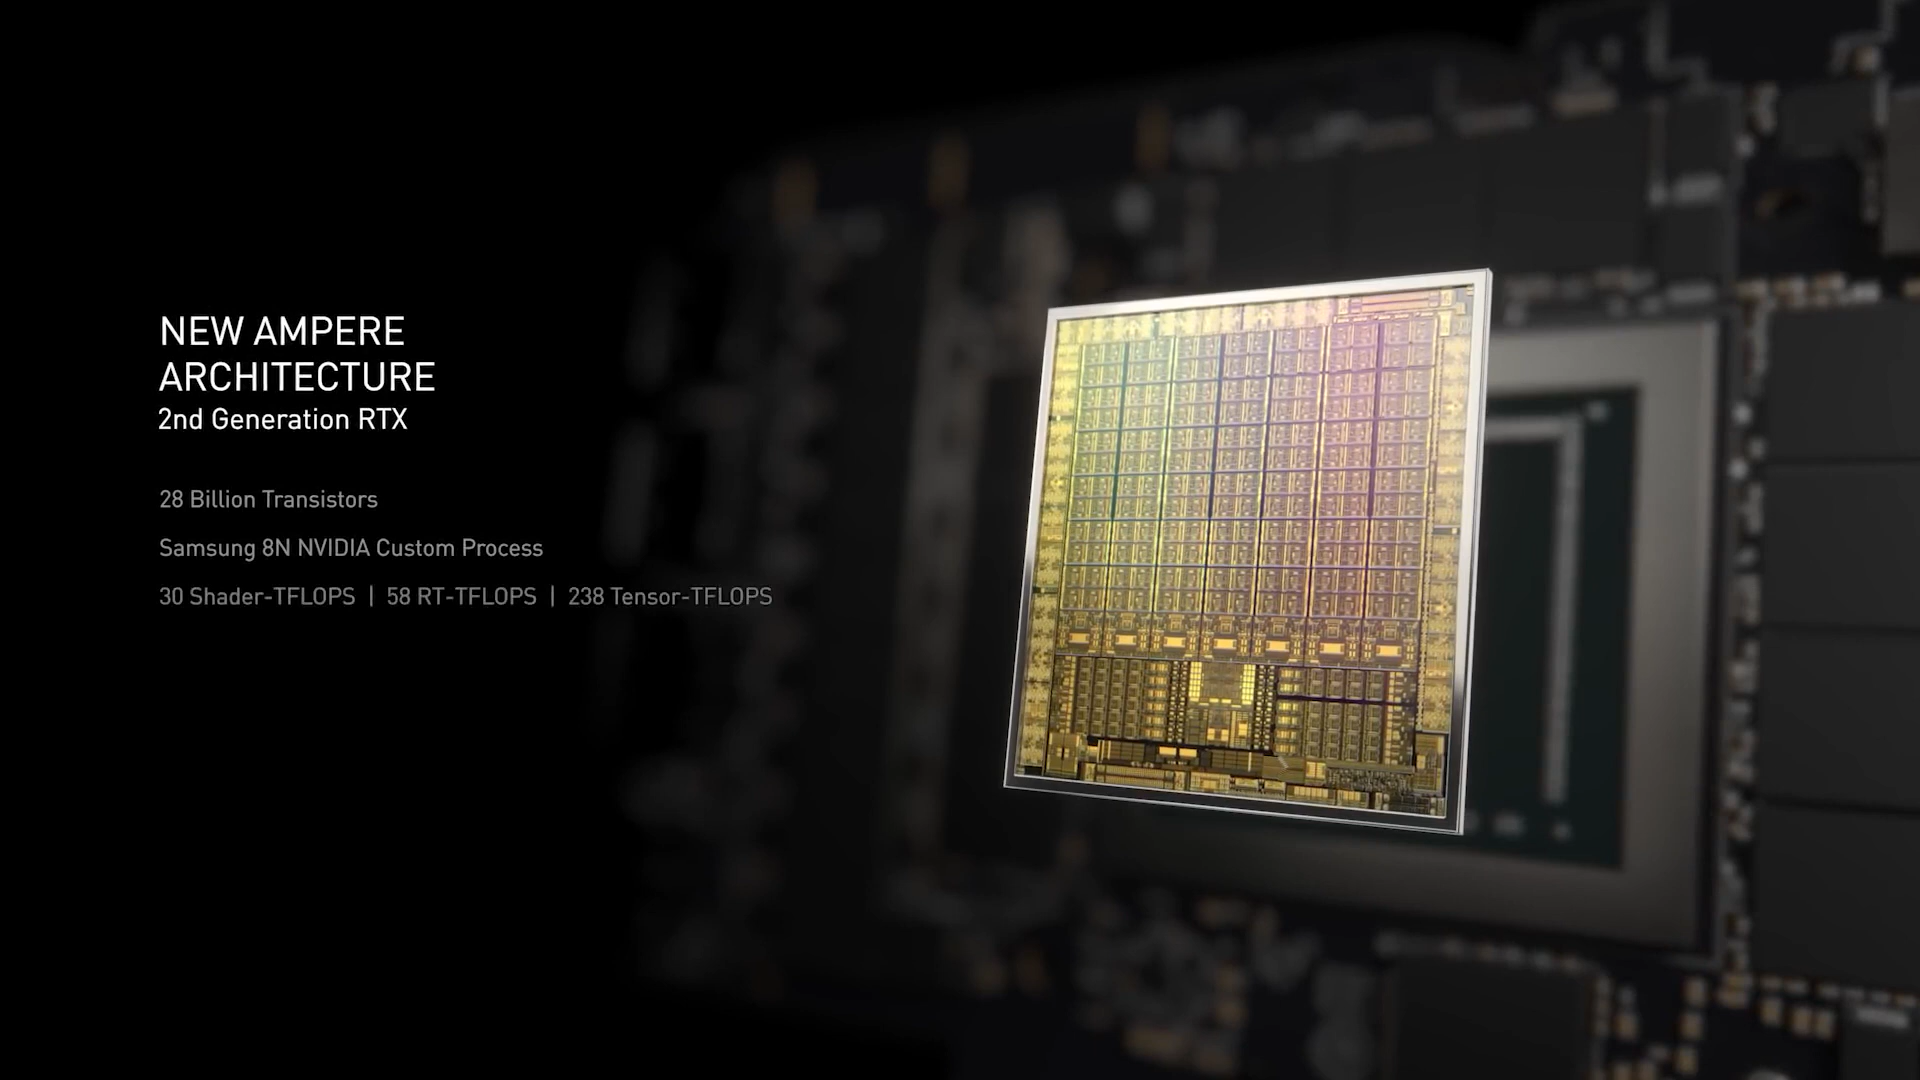 NEW AMPERE
ARCHITECTURE
2nd Generation RTX
28 Billion Transistors
Samsung 8N NVIDIA Custom Process
30 Shader-TFLOPS | 58 RT-TFLOPS | 238 Tensor-TFLOPS